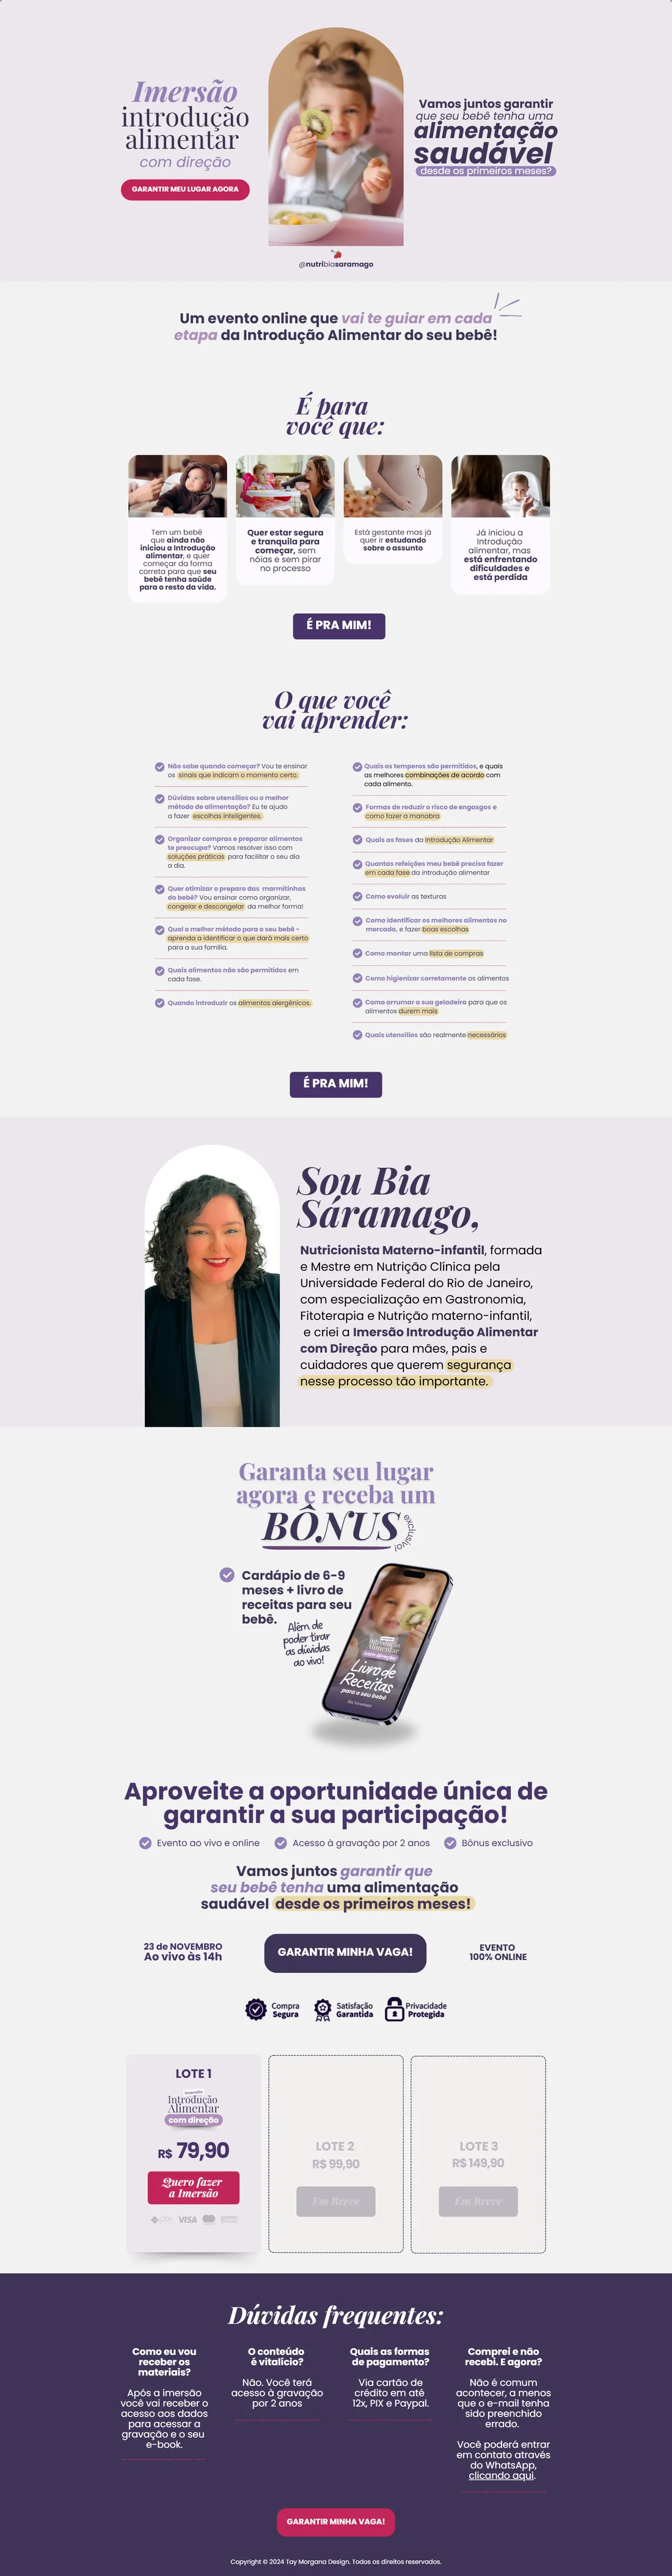 Imersão
introdução
alimentar
com direção
GARANTIR MEU LUGAR AGORA
Vamos juntos garantir
que seu bebê tenha uma
alimentação
saudável
desde os primeiros meses?
@nutribiasaramago
Um evento online que vai te guiar em cada
etapa da Introdução Alimentar do seu bebê!
É para
você que:
Tem um bebê
que ainda não
iniciou a Introdução
alimentar, e quer
começar da forma
correta para que seu
bebê tenha saúde
para o resto da vida.
Quer estar segura
e tranquila para
começar, sem
nóias e sem pirar
no processo
Está gestante mas já
quer ir estudando
sobre o assunto
Já iniciou a
Introdução
alimentar, mas
está enfrentando
dificuldades e
está perdida
É PRA MIM!
O que você
vai aprender:
Não sabe quando começar? Vou te ensinar
os sinais que indicam o momento certo.
Dúvidas sobre utensílios ou o melhor
método de alimentação? Eu te ajudo
a fazer escolhas inteligentes.
Organizar compras e preparar alimentos
te preocupa? Vamos resolver isso com
soluções práticas para facilitar o seu dia
a dia.
Quer otimizar o preparo das marmitinhas
do bebê? Vou ensinar como organizar,
congelar e descongelar da melhor forma!
Qual o melhor método para o seu bebê -
aprenda a identificar o que dará mais certo
para a sua família.
Quais alimentos não são permitidos em
cada fase.
Quando introduzir os alimentos alergênicos.
Quais os temperos são permitidos, e quais
as melhores combinações de acordo com
cada alimento.
Formas de reduzir o risco de engasgos e
como fazer a manobra
Quais as fases da Introdução Alimentar
Quantas refeições meu bebê precisa fazer
em cada fase da introdução alimentar
Como evoluir as texturas
Como identificar os melhores alimentos no
mercado, e fazer boas escolhas
Como montar uma lista de compras
Como higienizar corretamente os alimentos
Como arrumar a sua geladeira para que os
alimentos durem mais
Quais utensílios são realmente necessários
É PRA MIM!
Sou Bia
Sáramago,
Nutricionista Materno-infantil, formada
e Mestre em Nutrição Clínica pela
Universidade Federal do Rio de Janeiro,
com especialização em Gastronomia,
Fitoterapia e Nutrição materno-infantil,
e criei a Imersão Introdução Alimentar
com Direção para mães, pais e
cuidadores que querem segurança
nesse processo tão importante.
Garanta seu lugar
agora e receba um
BÔNUS
exclusivo!
Cardápio de 6-9
meses + livro de
receitas para seu
bebê.
Além de
poder tirar
as dúvidas
ao vivo!
Introdução
Alimentar
com direção
Livro de
Receitas
para o seu bebê
Bia Saramago
Aproveite a oportunidade única de
garantir a sua participação!
Evento ao vivo e online
Acesso à gravação por 2 anos
Bônus exclusivo
Vamos juntos garantir que
seu bebê tenha uma alimentação
saudável desde os primeiros meses!
23 de NOVEMBRO
Ao vivo às 14h
GARANTIR MINHA VAGA!
EVENTO
100% ONLINE
Compra
Segura
Satisfação
Garantida
Privacidade
Protegida
LOTE 1
Imersão
Introdução
Alimentar
com direção
R$ 79,90
Quero fazer
a Imersão
VISA
LOTE 2
R$ 99,90
Em Breve
LOTE 3
R$ 149,90
Em Breve
Dúvidas frequentes:
Como eu vou
receber os
materiais?
Após a imersão
você vai receber o
acesso aos dados
para acessar a
gravação e o seu
e-book.
O conteúdo
é vitalício?
Não. Você terá
acesso à gravação
por 2 anos
Quais as formas
de pagamento?
Via cartão de
crédito em até
12x, PIX e Paypal.
Comprei e não
recebi. E agora?
Não é comum
acontecer, a menos
que o e-mail tenha
sido preenchido
errado.
Você poderá entrar
em contato através
do WhatsApp,
clicando aqui.
GARANTIR MINHA VAGA!
Copyright © 2024 Tay Morgana Design. Todos os direitos reservados.